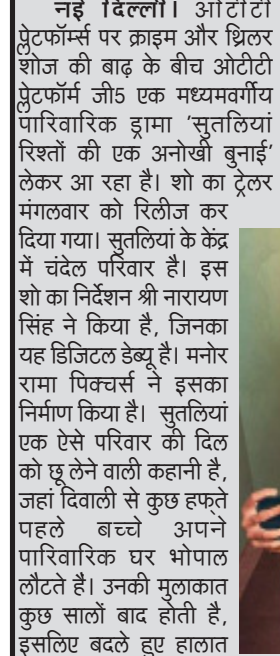 नई दिल्ली। ओटीटी
प्लेटफॉर्म्स पर क्राइम और थ्रिलर
शोज की बाढ़ के बीच ओटीटी
प्लेटफॉर्म जी5 एक मध्यमवर्गीय
पारिवारिक ड्रामा 'सुतलियां
रिश्तों की एक अनोखी बुनाई'
लेकर आ रहा है। शो का ट्रेलर
मंगलवार को रिलीज कर
दिया गया। सुतलियां के केंद्र
में चंदेल परिवार है। इस
शो का निर्देशन श्री नारायण
सिंह ने किया है, जिनका
यह डिजिटल डेब्यू है। मनोर
रामा पिक्चर्स ने इसका
निर्माण किया है। सुतलियां
एक ऐसे परिवार की दिल
को छू लेने वाली कहानी है,
जहां दिवाली से कुछ हफ्ते
पहले बच्चे अपने
पारिवारिक घर भोपाल
लौटते है। उनकी मुलाकात
कुछ सालों बाद होती है,
इसलिए बदले हुए हालात